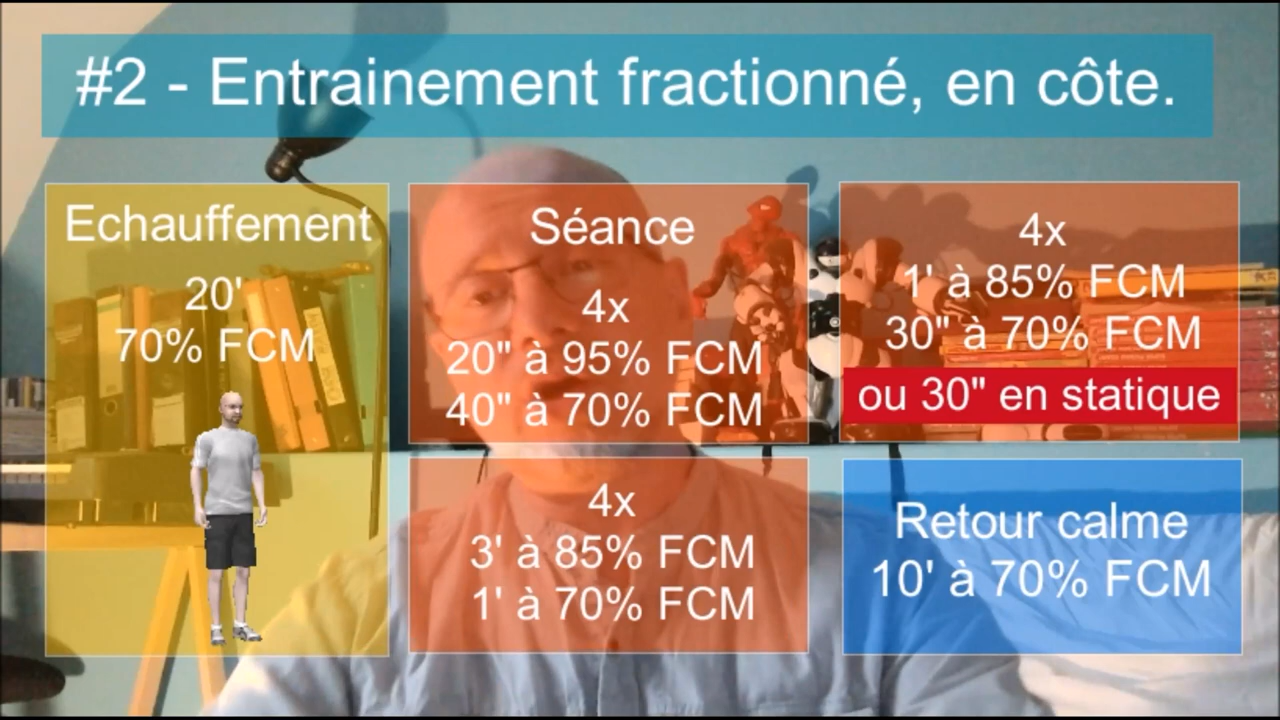 #2 - Entrainement fractionné, en côte.
Echauffement
20'
70% FCM
Séance
4x
20" à 95% FCM
40" à 70% FCM
4x
3' à 85% FCM
1' à 70% FCM
4x
1' à 85% FCM
30" à 70% FCM
ou 30" en statique
Retour calme
10' à 70% FCM